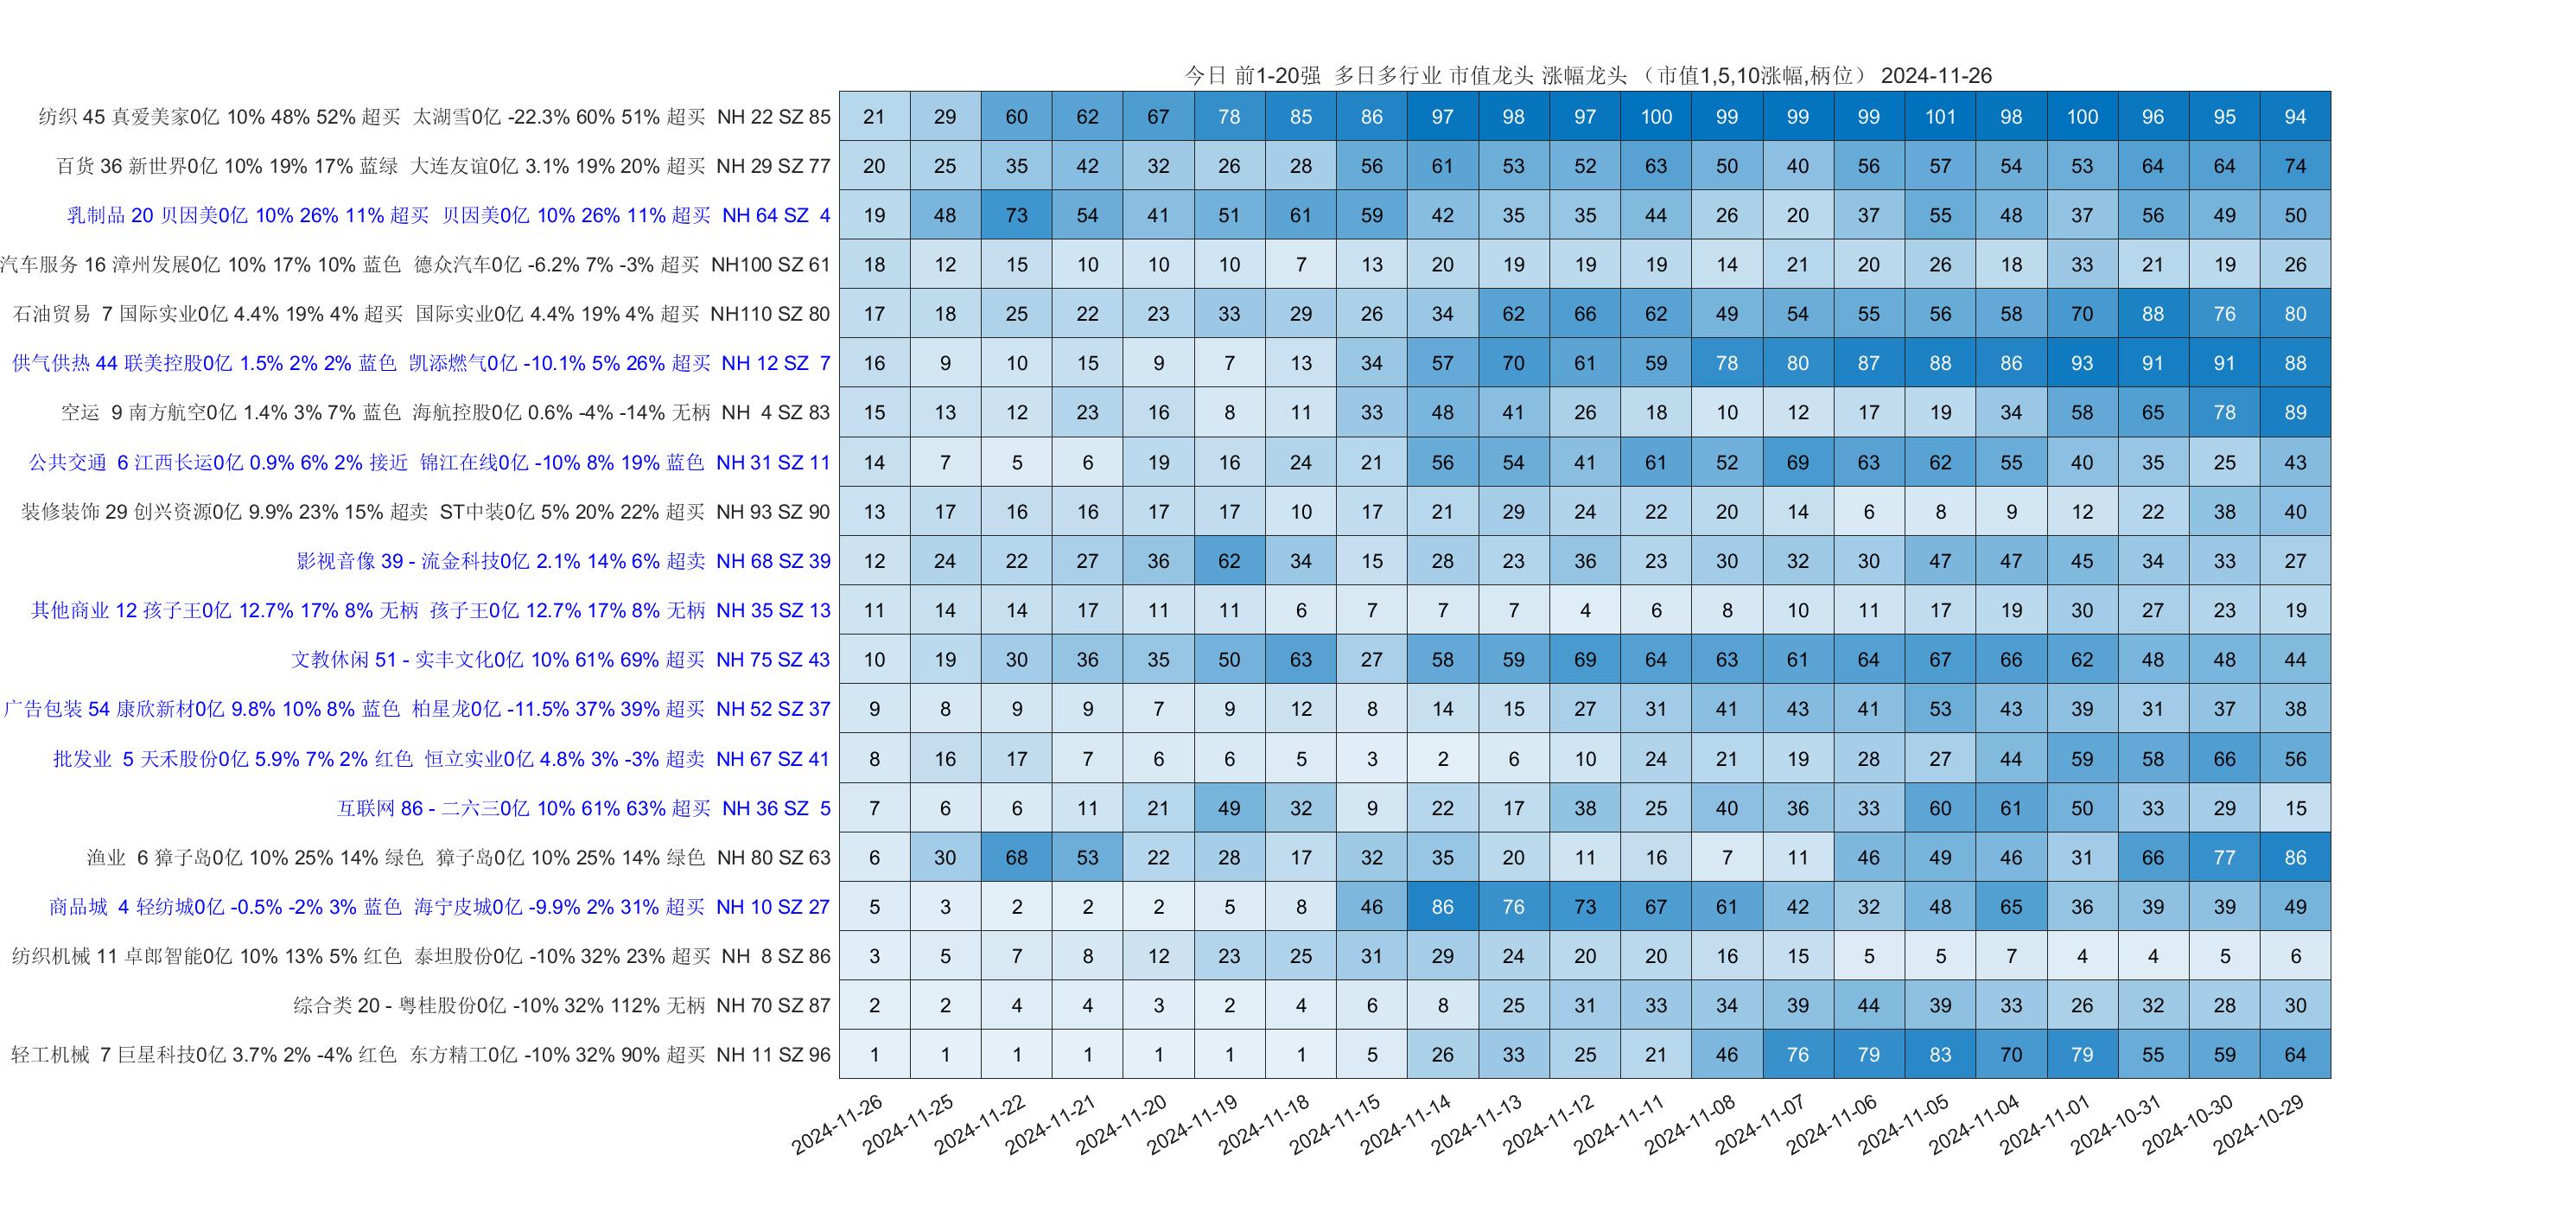 今日 前1-20强 多日多行业 市值龙头 涨幅龙头 （市值1,5,10涨幅,柄位） 2024-11-26
纺织 45 真爱美家0亿 10% 48% 52% 超买 太湖雪0亿 -22.3% 60% 51% 超买 NH 22 SZ 85 21 29 60 62 67 78 85 86 97 98 97 100 99 99 99 101 98 100 96 95 94
百货 36 新世界0亿 10% 19% 17% 蓝绿 大连友谊0亿 3.1% 19% 20% 超买 NH 29 SZ 77 20 25 35 42 32 26 28 56 61 53 52 63 50 40 56 57 54 53 64 64 74
乳制品 20 贝因美0亿 10% 26% 11% 超买 贝因美0亿 10% 26% 11% 超买 NH 64 SZ 4 19 48 73 54 41 51 61 59 42 35 35 44 26 20 37 55 48 37 56 49 50
汽车服务 16 漳州发展0亿 10% 17% 10% 蓝色 德众汽车0亿 -6.2% 7% -3% 超买 NH100 SZ 61 18 12 15 10 10 10 7 13 20 19 19 19 14 21 20 26 18 33 21 19 26
石油贸易 7 国际实业0亿 4.4% 19% 4% 超买 国际实业0亿 4.4% 19% 4% 超买 NH110 SZ 80 17 18 25 22 23 33 29 26 34 62 66 62 49 54 55 56 58 70 88 76 80
供气供热 44 联美控股0亿 1.5% 2% 2% 蓝色 凯添燃气0亿 -10.1% 5% 26% 超买 NH 12 SZ 7 16 9 10 15 9 7 13 34 57 70 61 59 78 80 87 88 86 93 91 91 88
空运 9 南方航空0亿 1.4% 3% 7% 蓝色 海航控股0亿 0.6% -4% -14% 无柄 NH 4 SZ 83 15 13 12 23 16 8 11 33 48 41 26 18 10 12 17 19 34 58 65 78 89
公共交通 6 江西长运0亿 0.9% 6% 2% 接近 锦江在线0亿 -10% 8% 19% 蓝色 NH 31 SZ 11 14 7 5 6 19 16 24 21 56 54 41 61 52 69 63 62 55 40 35 25 43
装修装饰 29 创兴资源0亿 9.9% 23% 15% 超卖 ST中装0亿 5% 20% 22% 超买 NH 93 SZ 90 13 17 16 16 17 17 10 17 21 29 24 22 20 14 6 8 9 12 22 38 40
影视音像 39 - 流金科技0亿 2.1% 14% 6% 超卖 NH 68 SZ 39 12 24 22 27 36 62 34 15 28 23 36 23 30 32 30 47 47 45 34 33 27
其他商业 12 孩子王0亿 12.7% 17% 8% 无柄 孩子王0亿 12.7% 17% 8% 无柄 NH 35 SZ 13 11 14 14 17 11 11 6 7 7 7 4 6 8 10 11 17 19 30 27 23 19
文教休闲 51 - 实丰文化0亿 10% 61% 69% 超买 NH 75 SZ 43 10 19 30 36 35 50 63 27 58 59 69 64 63 61 64 67 66 62 48 48 44
广告包装 54 康欣新材0亿 9.8% 10% 8% 蓝色 柏星龙0亿 -11.5% 37% 39% 超买 NH 52 SZ 37 9 8 9 9 7 9 12 8 14 15 27 31 41 43 41 53 43 39 31 37 38
批发业 5 天禾股份0亿 5.9% 7% 2% 红色 恒立实业0亿 4.8% 3% -3% 超卖 NH 67 SZ 41 8 16 17 7 6 6 5 3 2 6 10 24 21 19 28 27 44 59 58 66 56
互联网 86 - 二六三0亿 10% 61% 63% 超买 NH 36 SZ 5 7 6 6 11 21 49 32 9 22 17 38 25 40 36 33 60 61 50 33 29 15
渔业 6 獐子岛0亿 10% 25% 14% 绿色 獐子岛0亿 10% 25% 14% 绿色 NH 80 SZ 63 6 30 68 53 22 28 17 32 35 20 11 16 7 11 46 49 46 31 66 77 86
商品城 4 轻纺城0亿 -0.5% -2% 3% 蓝色 海宁皮城0亿 -9.9% 2% 31% 超买 NH 10 SZ 27 5 3 2 2 2 5 8 46 86 76 73 67 61 42 32 48 65 36 39 39 49
纺织机械 11 卓郎智能0亿 10% 13% 5% 红色 泰坦股份0亿 -10% 32% 23% 超买 NH 8 SZ 86 3 5 7 8 12 23 25 31 29 24 20 20 16 15 5 5 7 4 4 5 6
综合类 20 - 粤桂股份0亿 -10% 32% 112% 无柄 NH 70 SZ 87 2 2 4 4 3 2 4 6 8 25 31 33 34 39 44 39 33 26 32 28 30
轻工机械 7 巨星科技0亿 3.7% 2% -4% 红色 东方精工0亿 -10% 32% 90% 超买 NH 11 SZ 96 1 1 1 1 1 1 1 5 26 33 25 21 46 76 79 83 70 79 55 59 64
2024-11-26 2024-11-25 2024-11-22 2024-11-21 2024-11-20 2024-11-19 2024-11-18 2024-11-15 2024-11-14 2024-11-13 2024-11-12 2024-11-11 2024-11-08 2024-11-07 2024-11-06 2024-11-05 2024-11-04 2024-11-01 2024-10-31 2024-10-30 2024-10-29